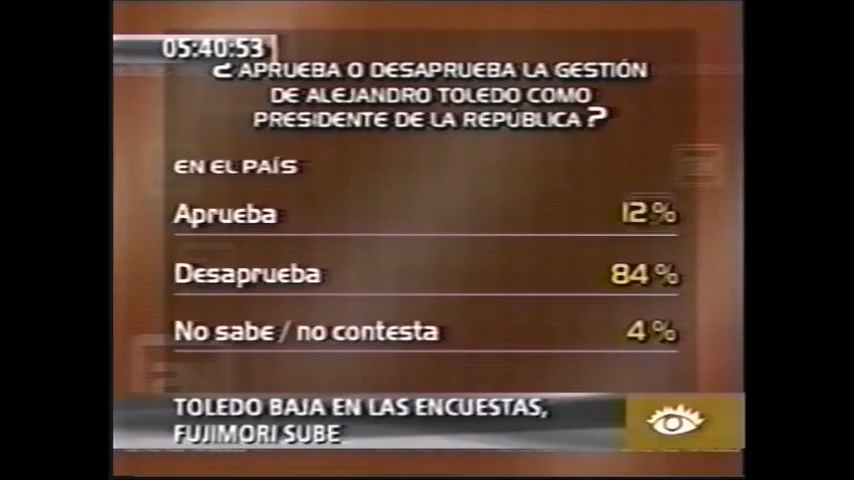 05:40:53
¿ APRUEBA O DESAPRUEBA LA GESTIÓN
DE ALEJANDRO TOLEDO COMO
PRESIDENTE DE LA REPÚBLICA ?
EN EL PAÍS
Aprueba 12%
Desaprueba 84%
No sabe / no contesta 4%
TOLEDO BAJA EN LAS ENCUESTAS,
FUJIMORI SUBE